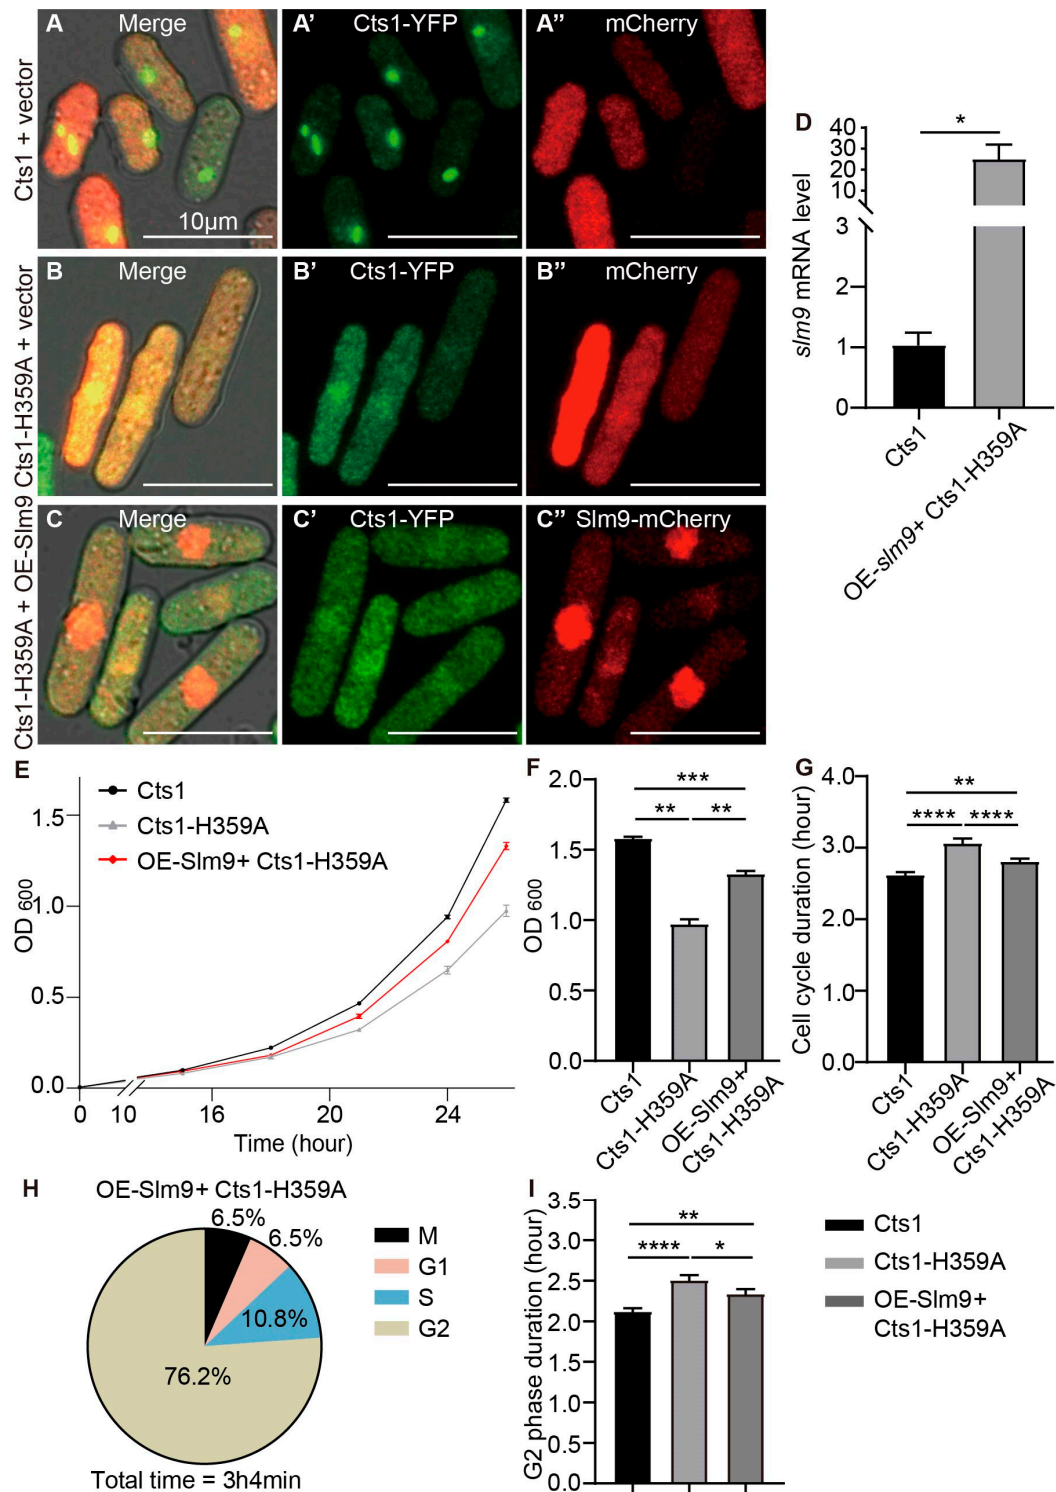 A Merge
A' Cts1-YFP
A" mCherry
Cts1 + vector
10μm
B Merge
B' Cts1-YFP
B" mCherry
Cts1-H359A + vector
C Merge
C' Cts1-YFP
C" Slm9-mCherry
Cts1-H359A + OE-Slm9
D
*
40
30
20
10
3
2
1
0
slm9 mRNA level
Cts1
OE-slm9+ Cts1-H359A
E
Cts1
Cts1-H359A
OE-Slm9+ Cts1-H359A
1.5
1.0
0.5
0.0
OD 600
0 10 16 20 24
Time (hour)
F
***
** **
2.0
1.5
1.0
0.5
0.0
OD 600
Cts1
Cts1-H359A
OE-Slm9+
Cts1-H359A
G
**
**** ****
4.0
3.0
2.0
1.0
0.0
Cell cycle duration (hour)
Cts1
Cts1-H359A
OE-Slm9+
Cts1-H359A
H
OE-Slm9+ Cts1-H359A
6.5%
6.5%
10.8%
76.2%
M
G1
S
G2
Total time = 3h4min
I
**
**** *
3.5
3.0
2.5
2.0
1.5
1.0
0.5
0.0
G2 phase duration (hour)
Cts1
Cts1-H359A
OE-Slm9+
Cts1-H359A